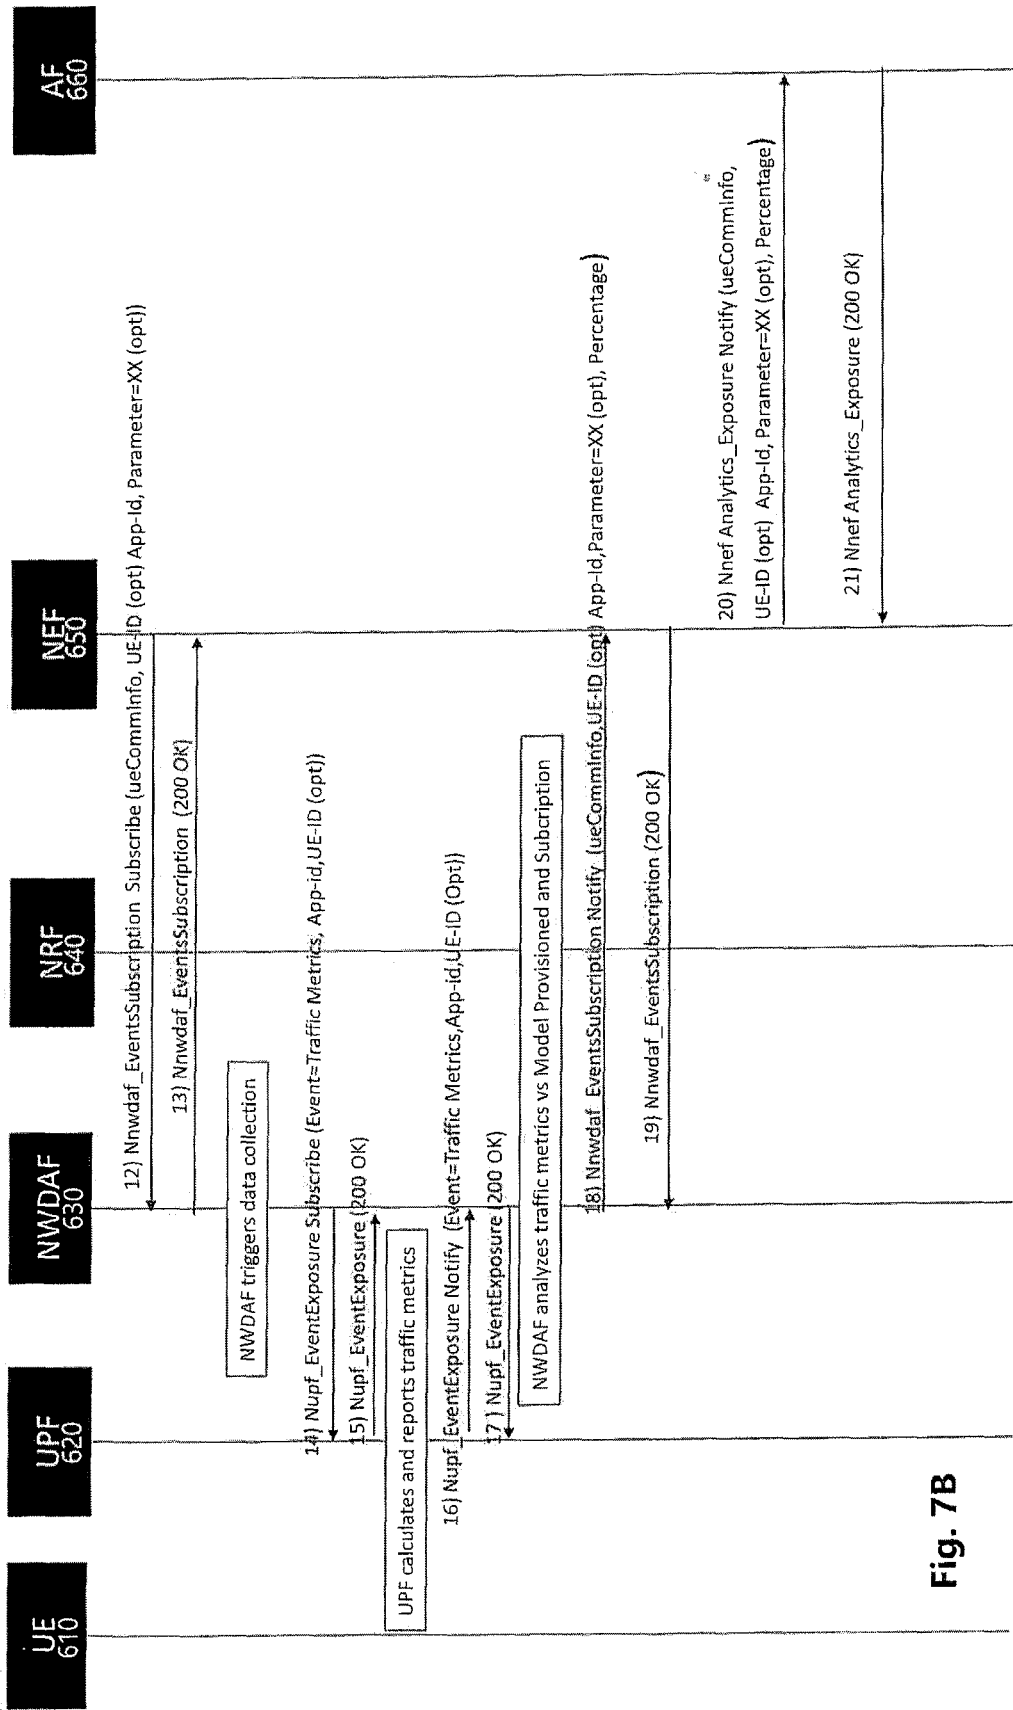 UE
610
UPF
620
NWDAF
630
NRF
640
NEF
650
AF
660
12) Nnwdaf_EventsSubscription Subscribe (ueCommInfo, UE-ID (opt) App-Id, Parameter=XX (opt))
13) Nnwdaf_EventsSubscription (200 OK)
NWDAF triggers data collection
14) Nupf_EventExposure Subscribe (Event=Traffic Metrics, App-id,UE-ID (opt))
15) Nupf_EventExposure (200 OK)
UPF calculates and reports traffic metrics
16) Nupf_EventExposure Notify (Event=Traffic Metrics,App-id,UE-ID (Opt))
17 ) Nupf_EventExposure (200 OK)
NWDAF analyzes traffic metrics vs Model Provisioned and Subcription
18) Nnwdaf_EventsSubscription Notify (ueCommInfo,UE-ID (opt) App-Id,Parameter=XX (opt), Percentage)
19) Nnwdaf_EventsSubscription (200 OK)
20) Nnef Analytics_Exposure Notify (ueCommInfo,
UE-ID (opt) App-Id, Parameter=XX (opt), Percentage)
21) Nnef Analytics_Exposure (200 OK)
Fig. 7B